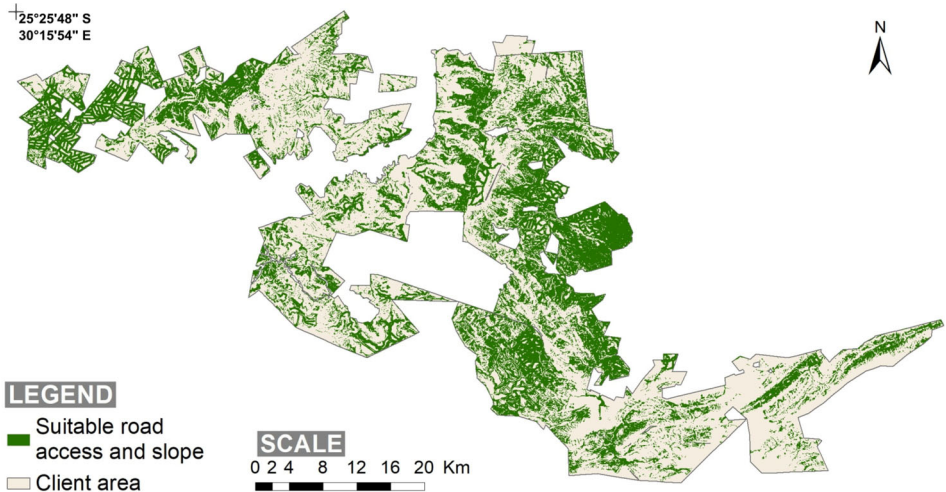 25°25'48" S
30°15'54" E
N
LEGEND
Suitable road
access and slope
Client area
SCALE
0 2 4 8 12 16 20 Km